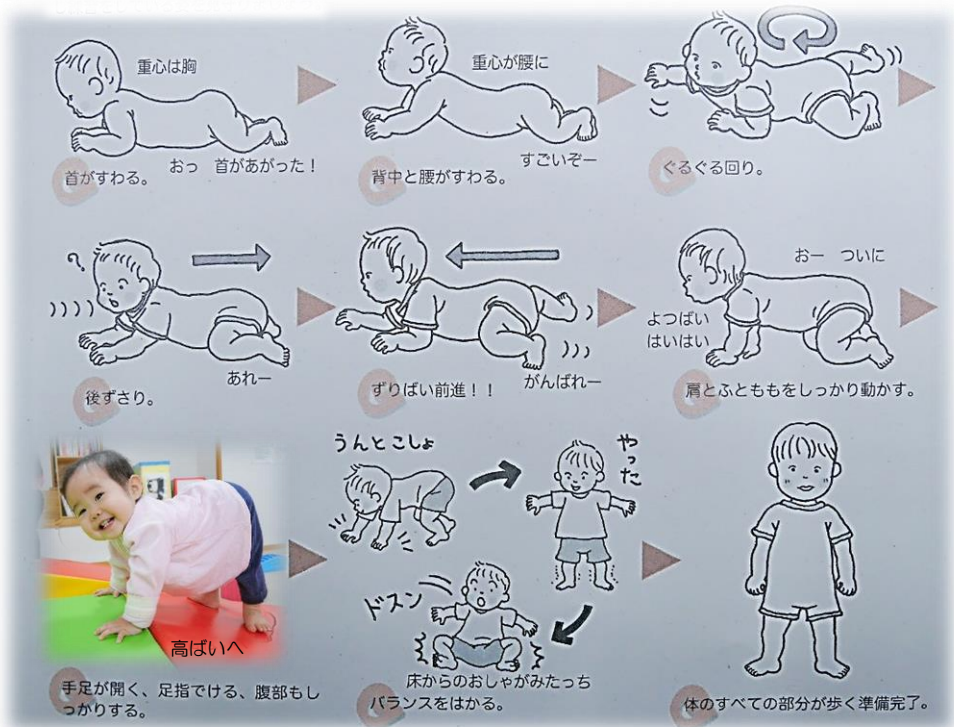 重心は胸
おっ 首があがった！
首がすわる。
重心が腰に
すごいぞー
背中と腰がすわる。
ぐるぐる回り。
?
あれー
後ずさり。
ずりばい前進！！
がんばれー
おー ついに
よつばい
はいはい
肩とふとももをしっかり動かす。
高ばいへ
手足が開く、足指でける、腹部もし
っかりする。
うんとこしょ
やった
ドスン
床からのおしゃがみたっち
バランスをはかる。
体のすべての部分が歩く準備完了。